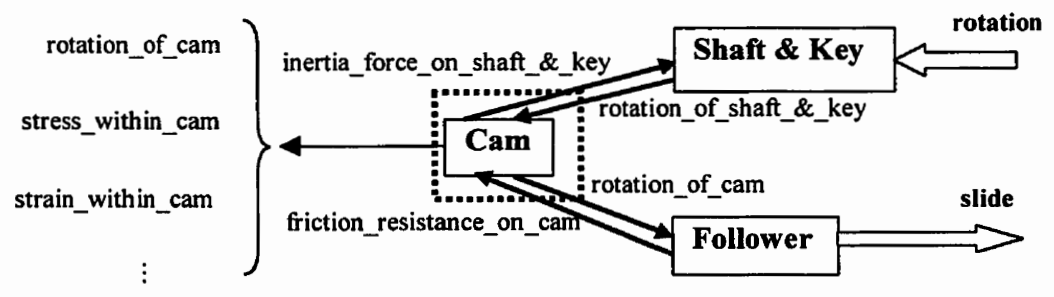 rotation_of_cam
stress_within_cam
strain_within_cam
⋮
inertia_force_on_shaft_&_key
Shaft & Key
rotation
rotation_of_shaft_&_key
Cam
rotation_of_cam
friction_resistance_on_cam
Follower
slide